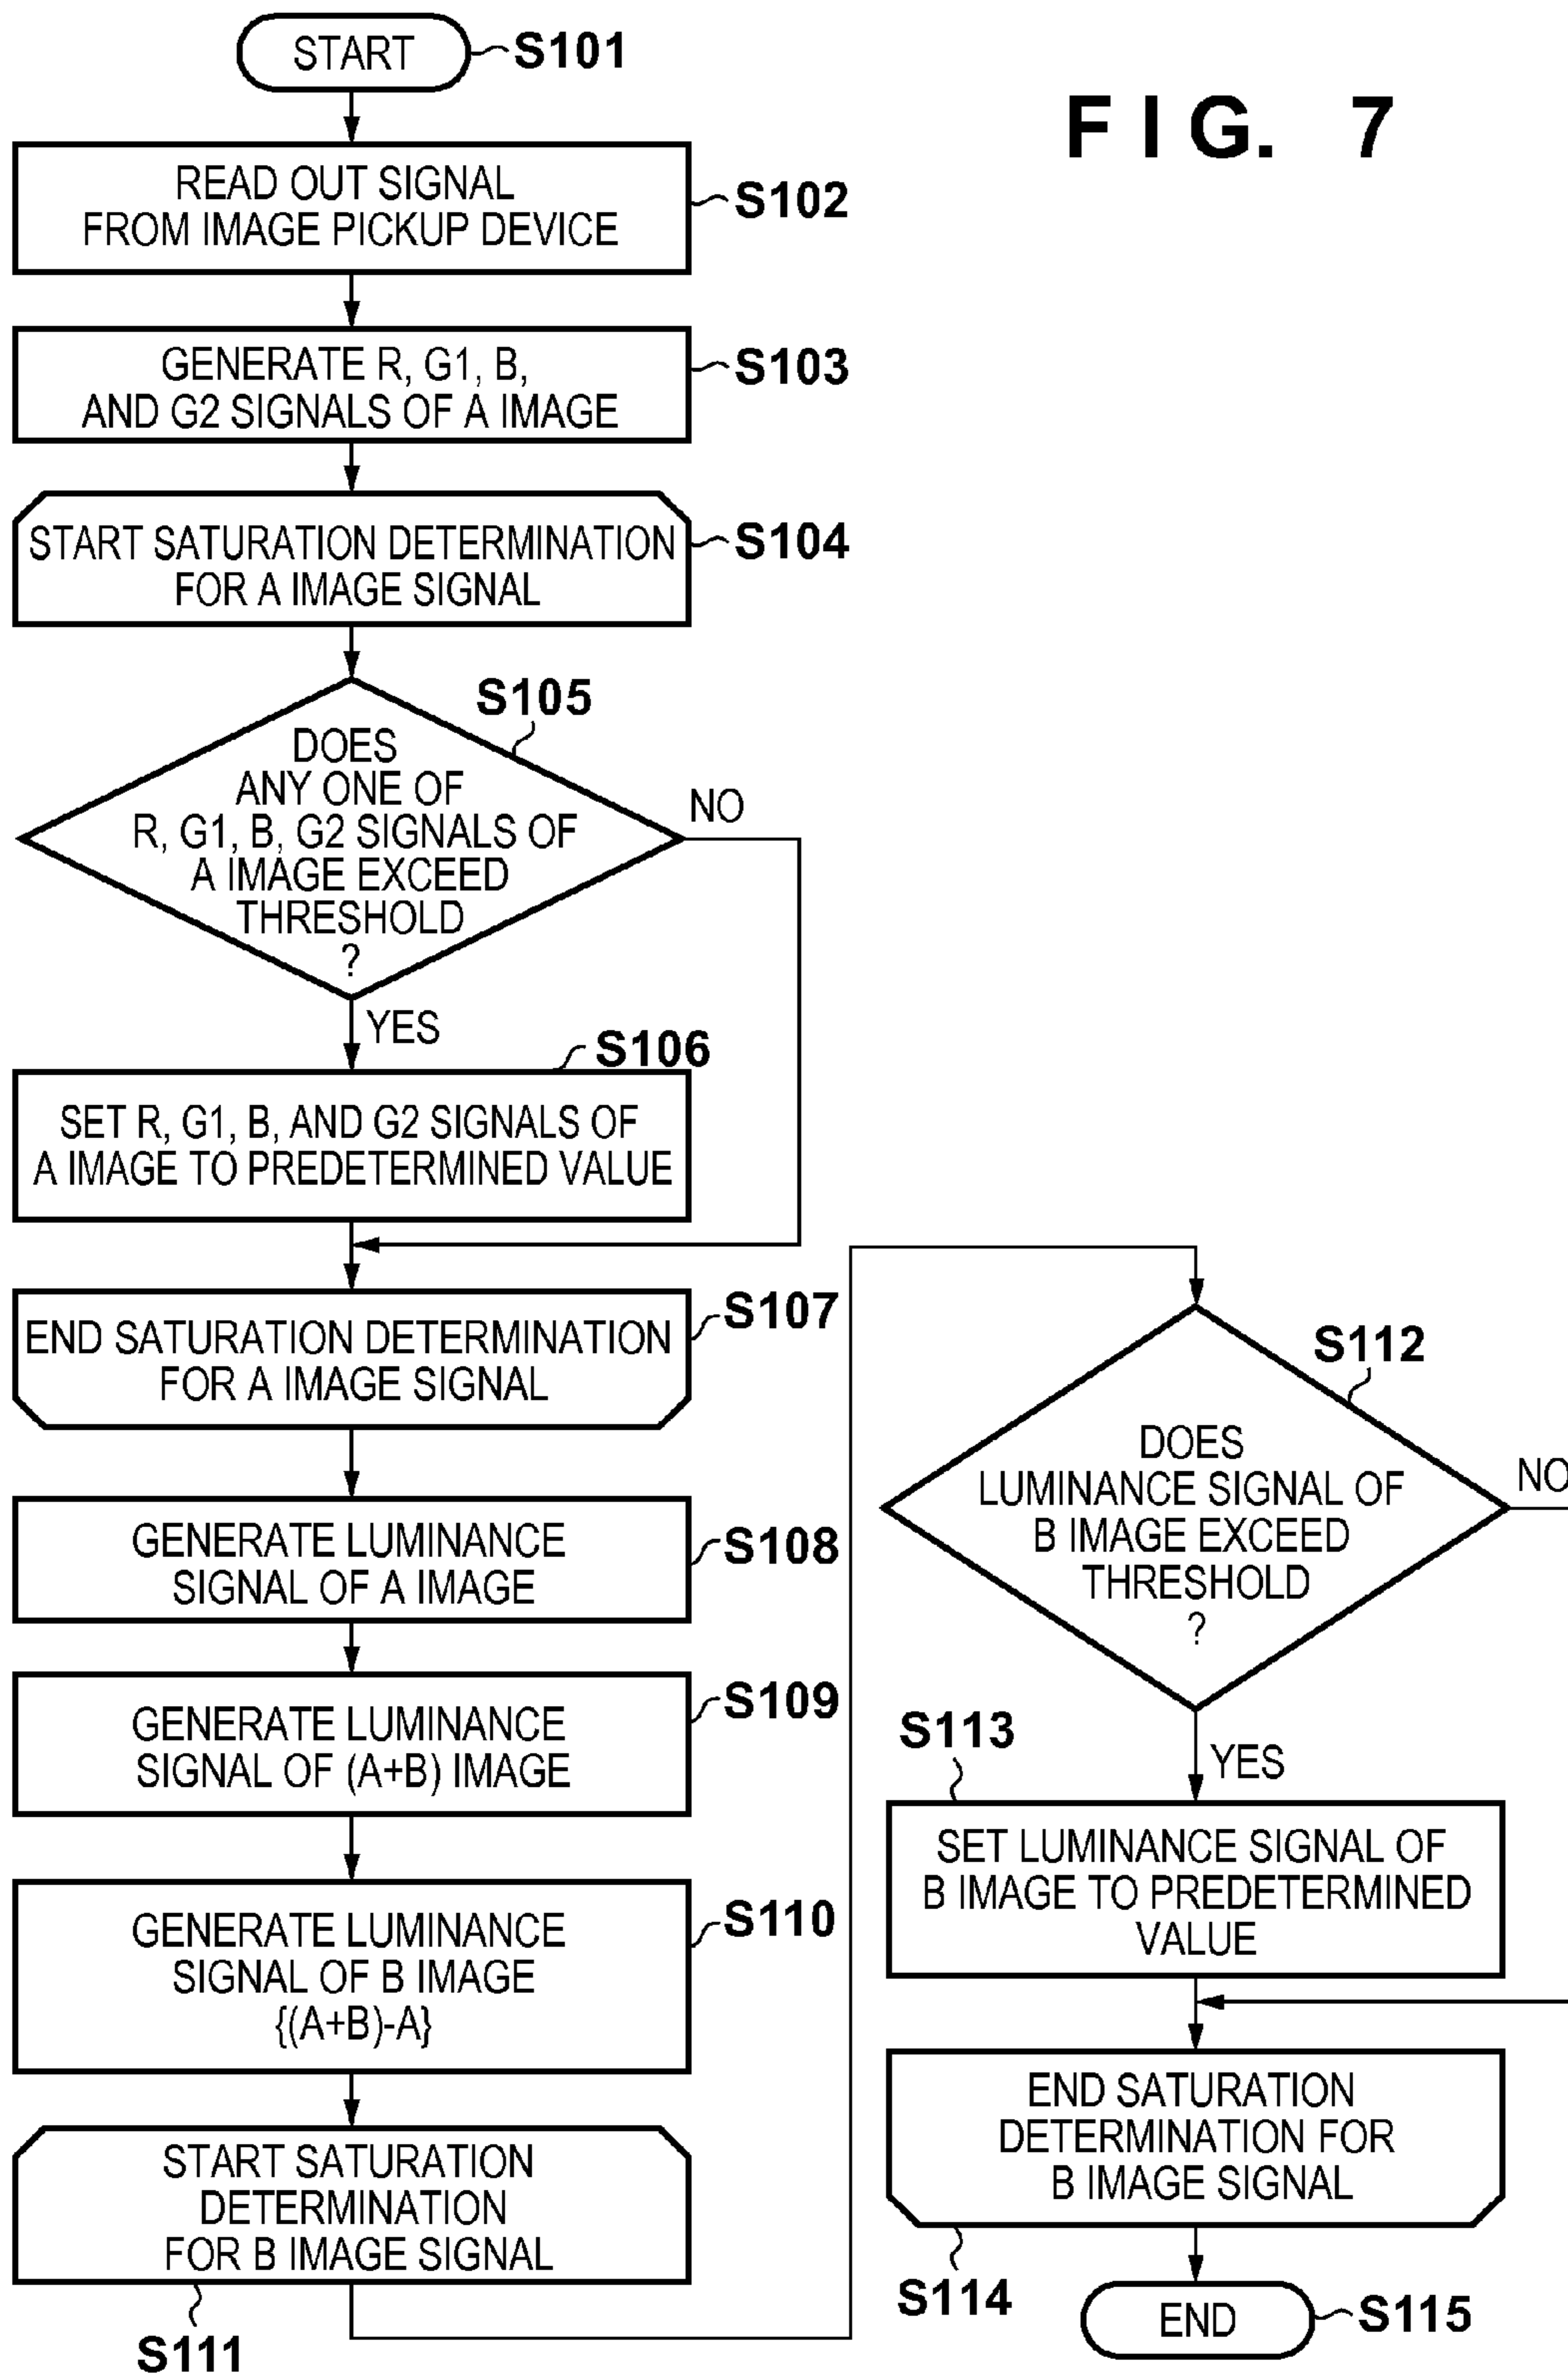 FIG. 7
START
S101
READ OUT SIGNAL
FROM IMAGE PICKUP DEVICE
S102
GENERATE R, G1, B,
AND G2 SIGNALS OF A IMAGE
S103
START SATURATION DETERMINATION
FOR A IMAGE SIGNAL
S104
S105
DOES
ANY ONE OF
R, G1, B, G2 SIGNALS OF
A IMAGE EXCEED
THRESHOLD
?
NO
YES
S106
SET R, G1, B, AND G2 SIGNALS OF
A IMAGE TO PREDETERMINED VALUE
END SATURATION DETERMINATION
FOR A IMAGE SIGNAL
S107
GENERATE LUMINANCE
SIGNAL OF A IMAGE
S108
GENERATE LUMINANCE
SIGNAL OF (A+B) IMAGE
S109
GENERATE LUMINANCE
SIGNAL OF B IMAGE
{(A+B)-A}
S110
START SATURATION
DETERMINATION
FOR B IMAGE SIGNAL
S111
S112
DOES
LUMINANCE SIGNAL OF
B IMAGE EXCEED
THRESHOLD
?
NO
YES
S113
SET LUMINANCE SIGNAL OF
B IMAGE TO PREDETERMINED
VALUE
END SATURATION
DETERMINATION FOR
B IMAGE SIGNAL
S114
END
S115